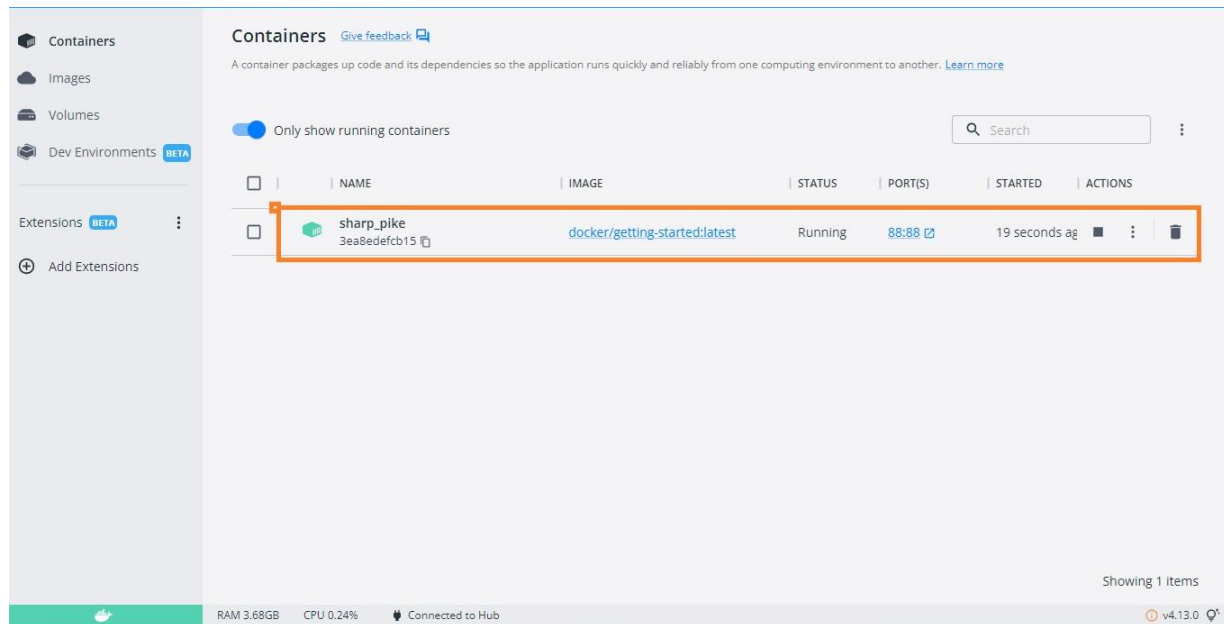 Containers
Images
Volumes
Dev Environments BETA
Extensions BETA
Add Extensions
Containers Give feedback
A container packages up code and its dependencies so the application runs quickly and reliably from one computing environment to another. Learn more
Only show running containers
Search
NAME IMAGE STATUS PORT(S) STARTED ACTIONS
sharp_pike docker/getting-started:latest Running 88:88 19 seconds ag
3ea8edefcb15
Showing 1 items
RAM 3.68GB CPU 0.24% Connected to Hub v4.13.0